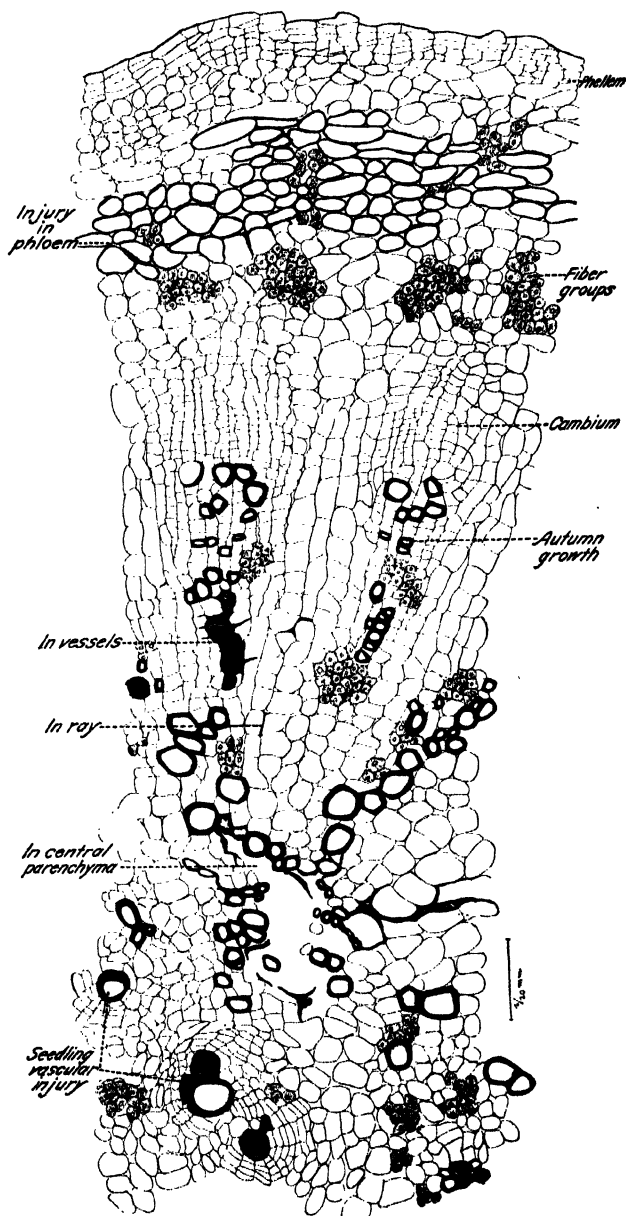 Phellem
Injury
in
phloem
Fiber
groups
Cambium
Autumn
growth
In vessels
In ray
In central
parenchyma
Seedling
vascular
injury